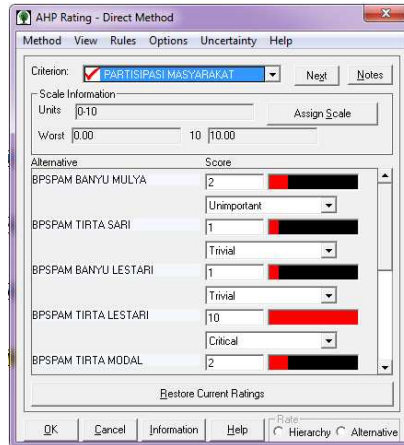 AHP Rating - Direct Method
Method View Rules Options Uncertainty Help
Criterion: PARTISIPASI MASYARAKAT Next Notes
Scale Information
Units 0-10 Assign Scale
Worst 0.00 10 10.00
Alternative Score
BPSPAM BANYU MULYA 2
Unimportant
BPSPAM TIRTA SARI 1
Trivial
BPSPAM BANYU LESTARI 1
Trivial
BPSPAM TIRTA LESTARI 10
Critical
BPSPAM TIRTA MODAL 2
Restore Current Ratings
Rate
OK Cancel Information Help Hierarchy Alternative